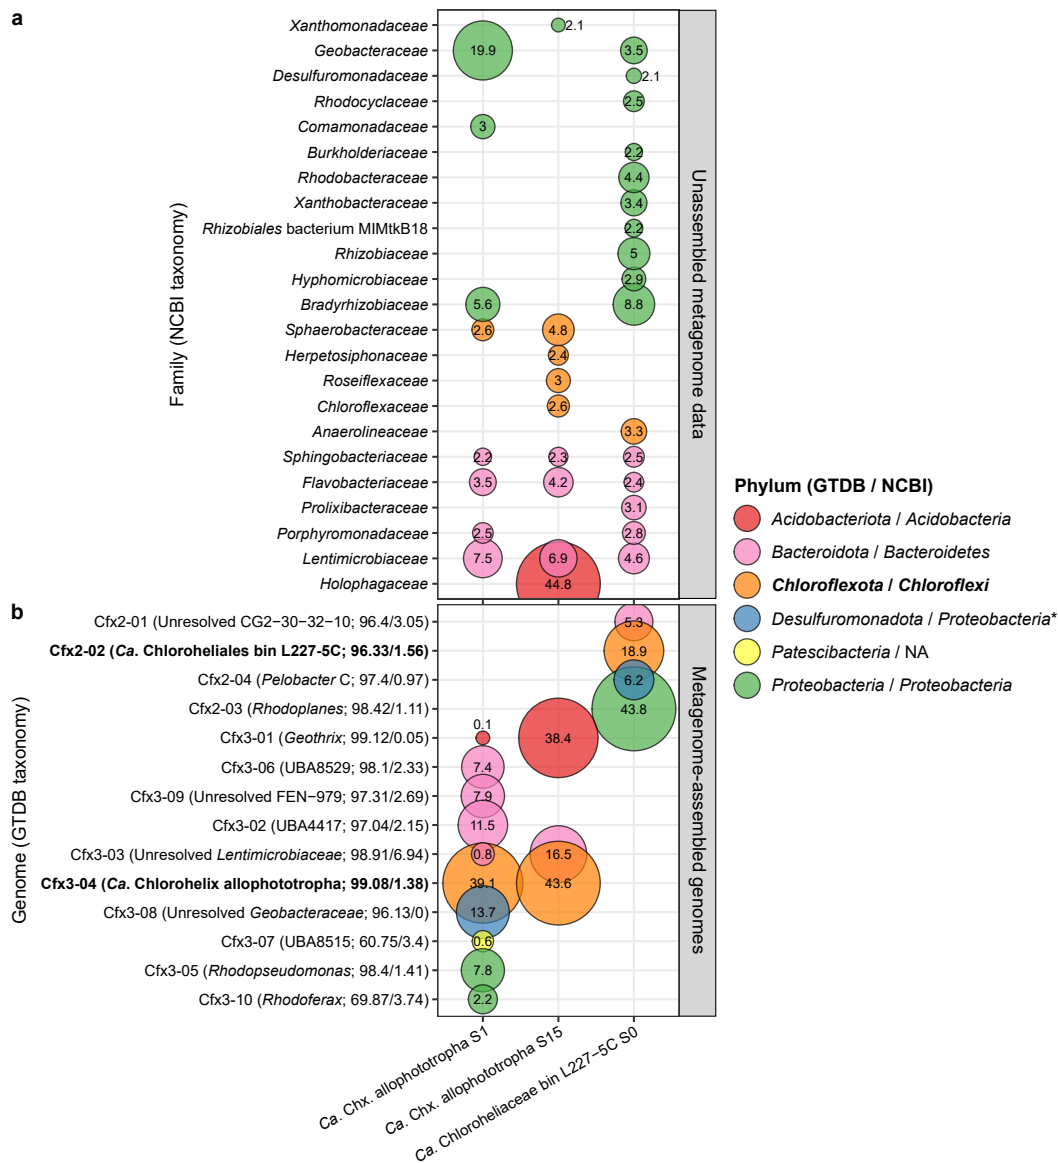 a
Family (NCBI taxonomy)
Xanthomonadaceae 2.1
Geobacteraceae 19.9 3.5
Desulfuromonadaceae 2.1
Rhodocyclaceae 2.5
Comamonadaceae 3
Burkholderiaceae 2.2
Rhodobacteraceae 4.4
Xanthobacteraceae 3.4
Rhizobiales bacterium MIMtkB18 2.2
Rhizobiaceae 5
Hyphomicrobiaceae 2.9
Bradyrhizobiaceae 5.6 8.8
Sphaerobacteraceae 2.6 4.8
Herpetosiphonaceae 2.4
Roseiflexaceae 3
Chloroflexaceae 2.6
Anaerolineaceae 3.3
Sphingobacteriaceae 2.2 2.3 2.5
Flavobacteriaceae 3.5 4.2 2.4
Prolixibacteraceae 3.1
Porphyromonadaceae 2.5 2.8
Lentimicrobiaceae 7.5 6.9 4.6
Holophagaceae 44.8
Unassembled metagenome data
b
Genome (GTDB taxonomy)
Cfx2-01 (Unresolved CG2−30−32−10; 96.4/3.05) 5.3
Cfx2-02 (Ca. Chloroheliales bin L227-5C; 96.33/1.56) 18.9
Cfx2-04 (Pelobacter C; 97.4/0.97) 6.2
Cfx2-03 (Rhodoplanes; 98.42/1.11) 43.8
Cfx3-01 (Geothrix; 99.12/0.05) 0.1 38.4
Cfx3-06 (UBA8529; 98.1/2.33) 7.4
Cfx3-09 (Unresolved FEN−979; 97.31/2.69) 7.9
Cfx3-02 (UBA4417; 97.04/2.15) 11.5
Cfx3-03 (Unresolved Lentimicrobiaceae; 98.91/6.94) 0.8 16.5
Cfx3-04 (Ca. Chlorohelix allophototropha; 99.08/1.38) 39.1 43.6
Cfx3-08 (Unresolved Geobacteraceae; 96.13/0) 13.7
Cfx3-07 (UBA8515; 60.75/3.4) 0.6
Cfx3-05 (Rhodopseudomonas; 98.4/1.41) 7.8
Cfx3-10 (Rhodoferax; 69.87/3.74) 2.2
Metagenome-assembled genomes
Ca. Chx. allophototropha S1
Ca. Chx. allophototropha S15
Ca. Chloroheliaceae bin L227−5C S0
Phylum (GTDB / NCBI)
Acidobacteriota / Acidobacteria
Bacteroidota / Bacteroidetes
Chloroflexota / Chloroflexi
Desulfuromonadota / Proteobacteria*
Patescibacteria / NA
Proteobacteria / Proteobacteria